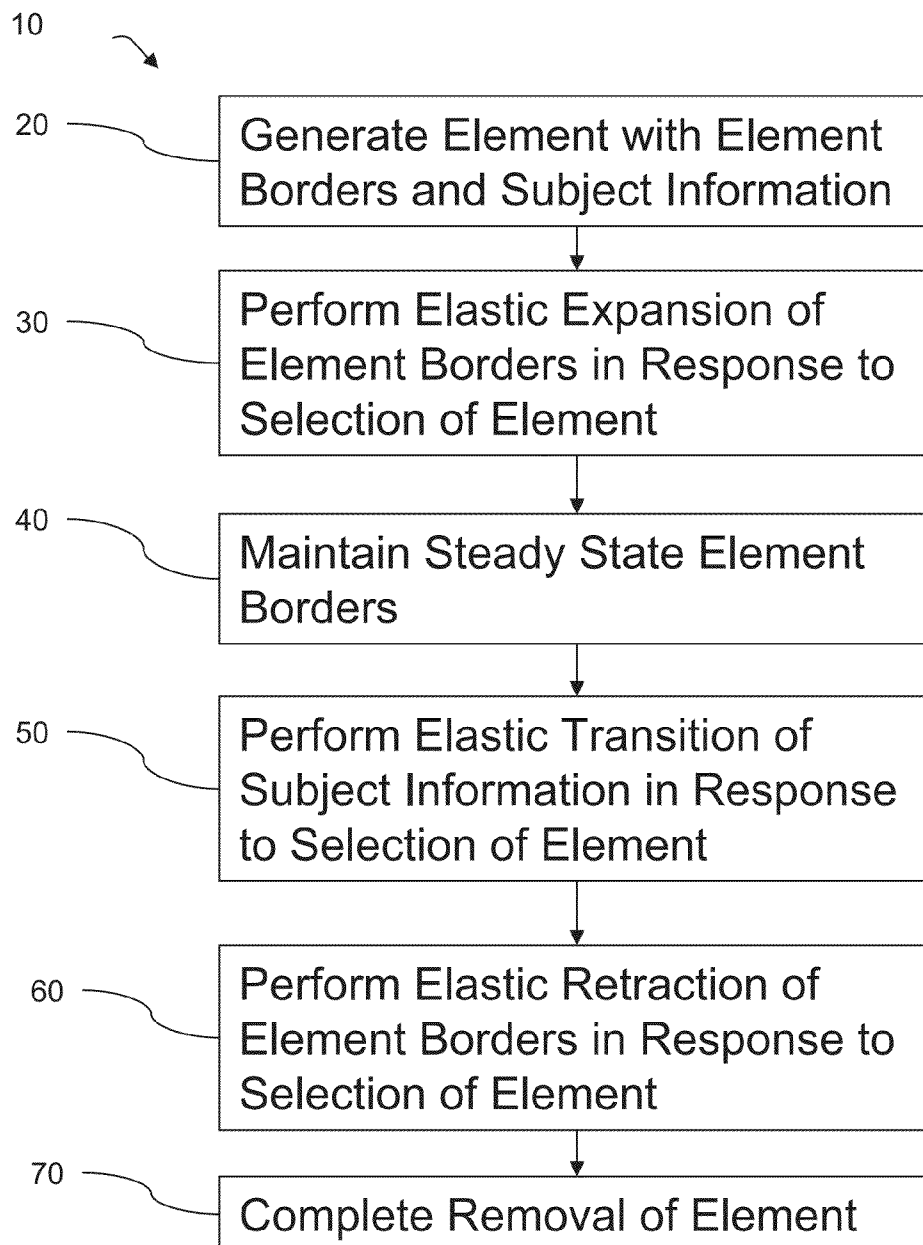 10
20
Generate Element with Element
Borders and Subject Information
30
Perform Elastic Expansion of
Element Borders in Response to
Selection of Element
40
Maintain Steady State Element
Borders
50
Perform Elastic Transition of
Subject Information in Response
to Selection of Element
60
Perform Elastic Retraction of
Element Borders in Response to
Selection of Element
70
Complete Removal of Element